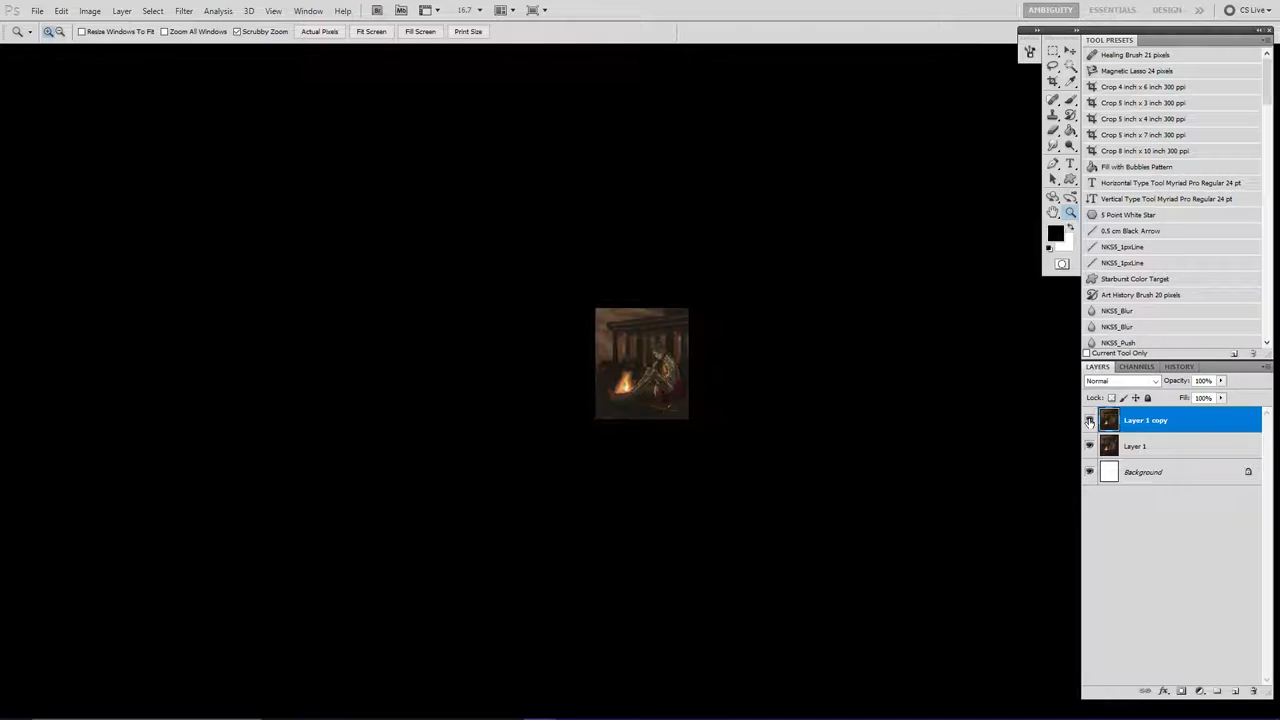 Ps File Edit Image Layer Select Filter Analysis 3D View Window Help Br Mb 16.7 AMBIGUITY ESSENTIALS DESIGN >> CS Live
Resize Windows To Fit Zoom All Windows Scrubby Zoom Actual Pixels Fit Screen Fill Screen Print Size
TOOL PRESETS
Healing Brush 21 pixels
Magnetic Lasso 24 pixels
Crop 4 inch x 6 inch 300 ppi
Crop 5 inch x 3 inch 300 ppi
Crop 5 inch x 4 inch 300 ppi
Crop 5 inch x 7 inch 300 ppi
Crop 8 inch x 10 inch 300 ppi
Fill with Bubbles Pattern
Horizontal Type Tool Myriad Pro Regular 24 pt
Vertical Type Tool Myriad Pro Regular 24 pt
5 Point White Star
0.5 cm Black Arrow
NKS5_1pxLine
NKS5_1pxLine
Starburst Color Target
Art History Brush 20 pixels
NKS5_Blur
NKS5_Blur
NKS5_Push
Current Tool Only
LAYERS CHANNELS HISTORY
Normal Opacity: 100%
Lock: Fill: 100%
Layer 1 copy
Layer 1
Background